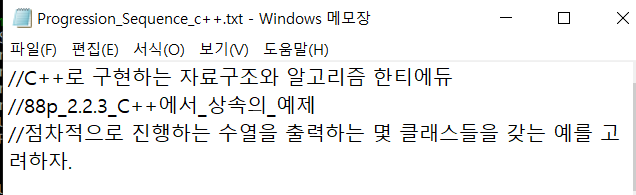 Progression_Sequence_c++.txt - Windows 메모장
파일(F) 편집(E) 서식(O) 보기(V) 도움말(H)
//C++로 구현하는 자료구조와 알고리즘 한티에듀
//88p_2.2.3_C++에서_상속의_예제
//점차적으로 진행하는 수열을 출력하는 몇 클래스들을 갖는 예를 고
려하자.